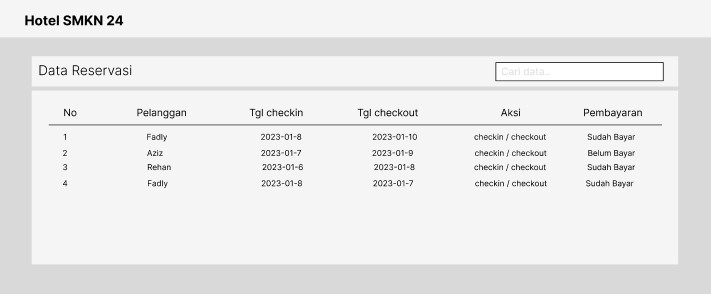 Hotel SMKN 24
Data Reservasi
Cari data...
No Pelanggan Tgl checkin Tgl checkout Aksi Pembayaran
1 Fadly 2023-01-8 2023-01-10 checkin / checkout Sudah Bayar
2 Aziz 2023-01-7 2023-01-9 checkin / checkout Belum Bayar
3 Rehan 2023-01-6 2023-01-8 checkin / checkout Sudah Bayar
4 Fadly 2023-01-8 2023-01-7 checkin / checkout Sudah Bayar